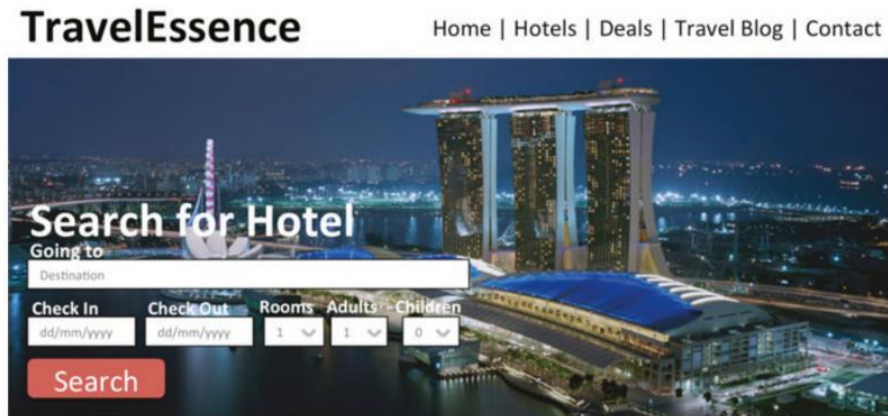 TravelEssence
Home | Hotels | Deals | Travel Blog | Contact
Search for Hotel
Going to
Destination
Check In Check Out Rooms Adults Children
dd/mm/yyyy dd/mm/yyyy 1 1 0
Search